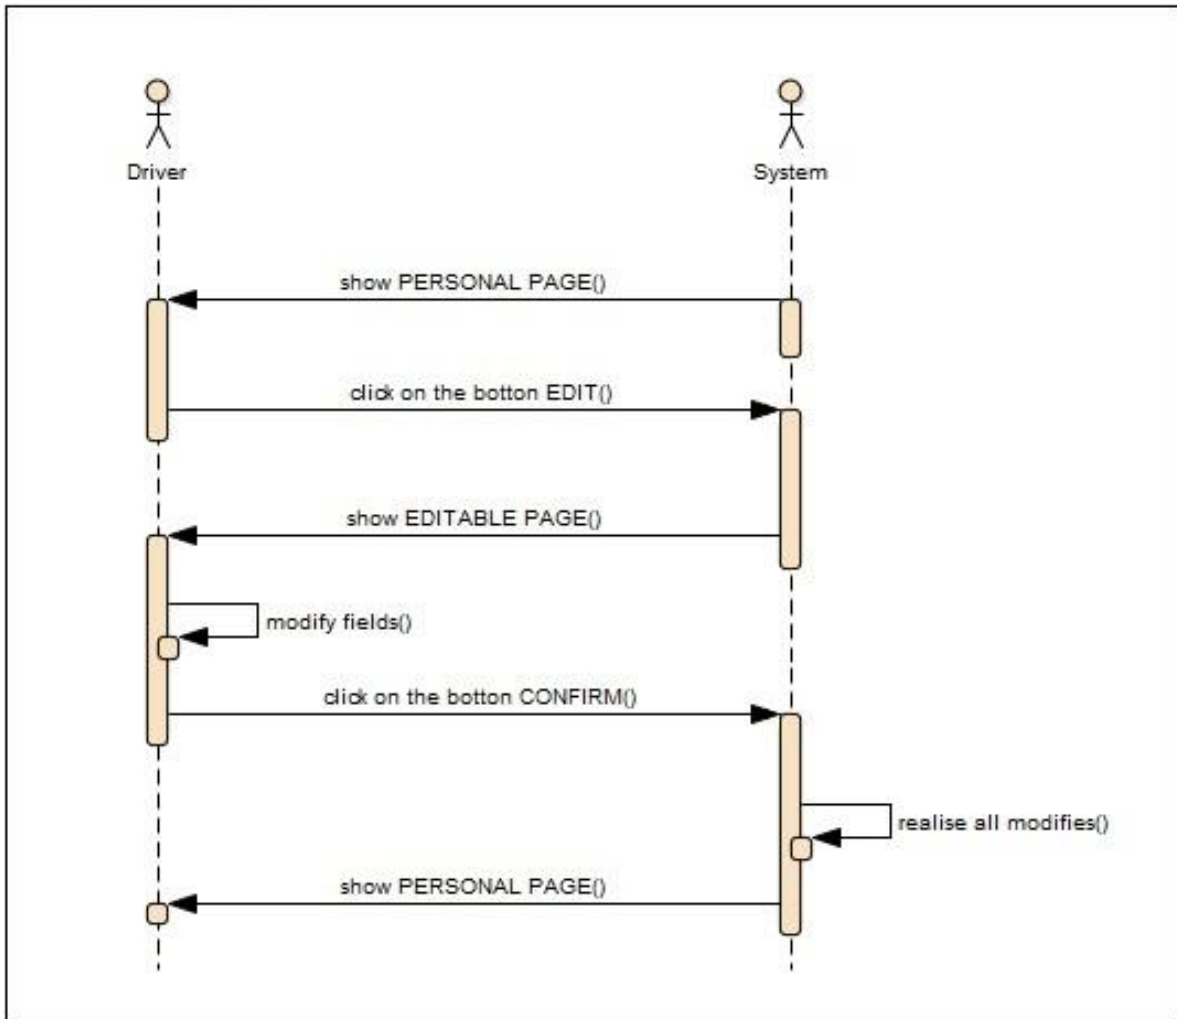 Driver
System
show PERSONAL PAGE()
click on the botton EDIT()
show EDITABLE PAGE()
modify fields()
click on the botton CONFIRM()
realise all modifies()
show PERSONAL PAGE()